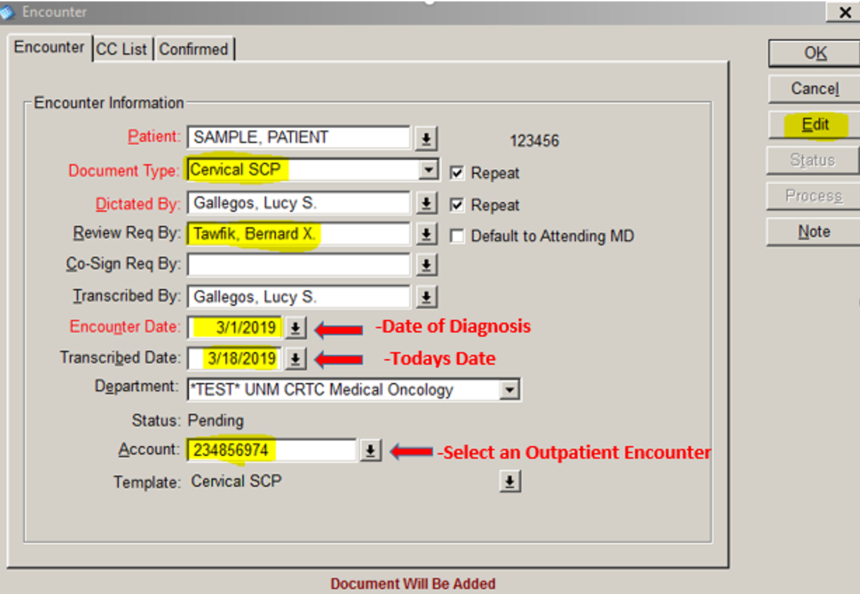 Encounter
Encounter CC List Confirmed
OK
Cancel
Edit
Status
Process
Note
Encounter Information
Patient: SAMPLE, PATIENT 123456
Document Type: Cervical SCP Repeat
Dictated By: Gallegos, Lucy S. Repeat
Review Req By: Tawfik, Bernard X. Default to Attending MD
Co-Sign Req By:
Transcribed By: Gallegos, Lucy S.
Encounter Date: 3/1/2019 -Date of Diagnosis
Transcribed Date: 3/18/2019 -Todays Date
Department: *TEST* UNM CRTC Medical Oncology
Status: Pending
Account: 234856974 -Select an Outpatient Encounter
Template: Cervical SCP
Document Will Be Added